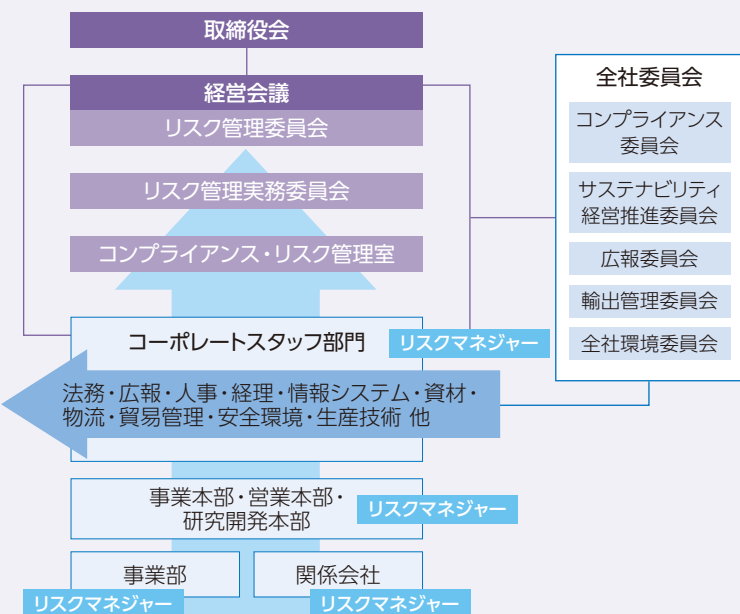 取締役会
経営会議
リスク管理委員会
リスク管理実務委員会
コンプライアンス・リスク管理室
コーポレートスタッフ部門
リスクマネジャー
法務・広報・人事・経理・情報システム・資材・
物流・貿易管理・安全環境・生産技術 他
事業本部・営業本部・
研究開発本部
リスクマネジャー
事業部
リスクマネジャー
関係会社
リスクマネジャー
全社委員会
コンプライアンス
委員会
サステナビリティ
経営推進委員会
広報委員会
輸出管理委員会
全社環境委員会